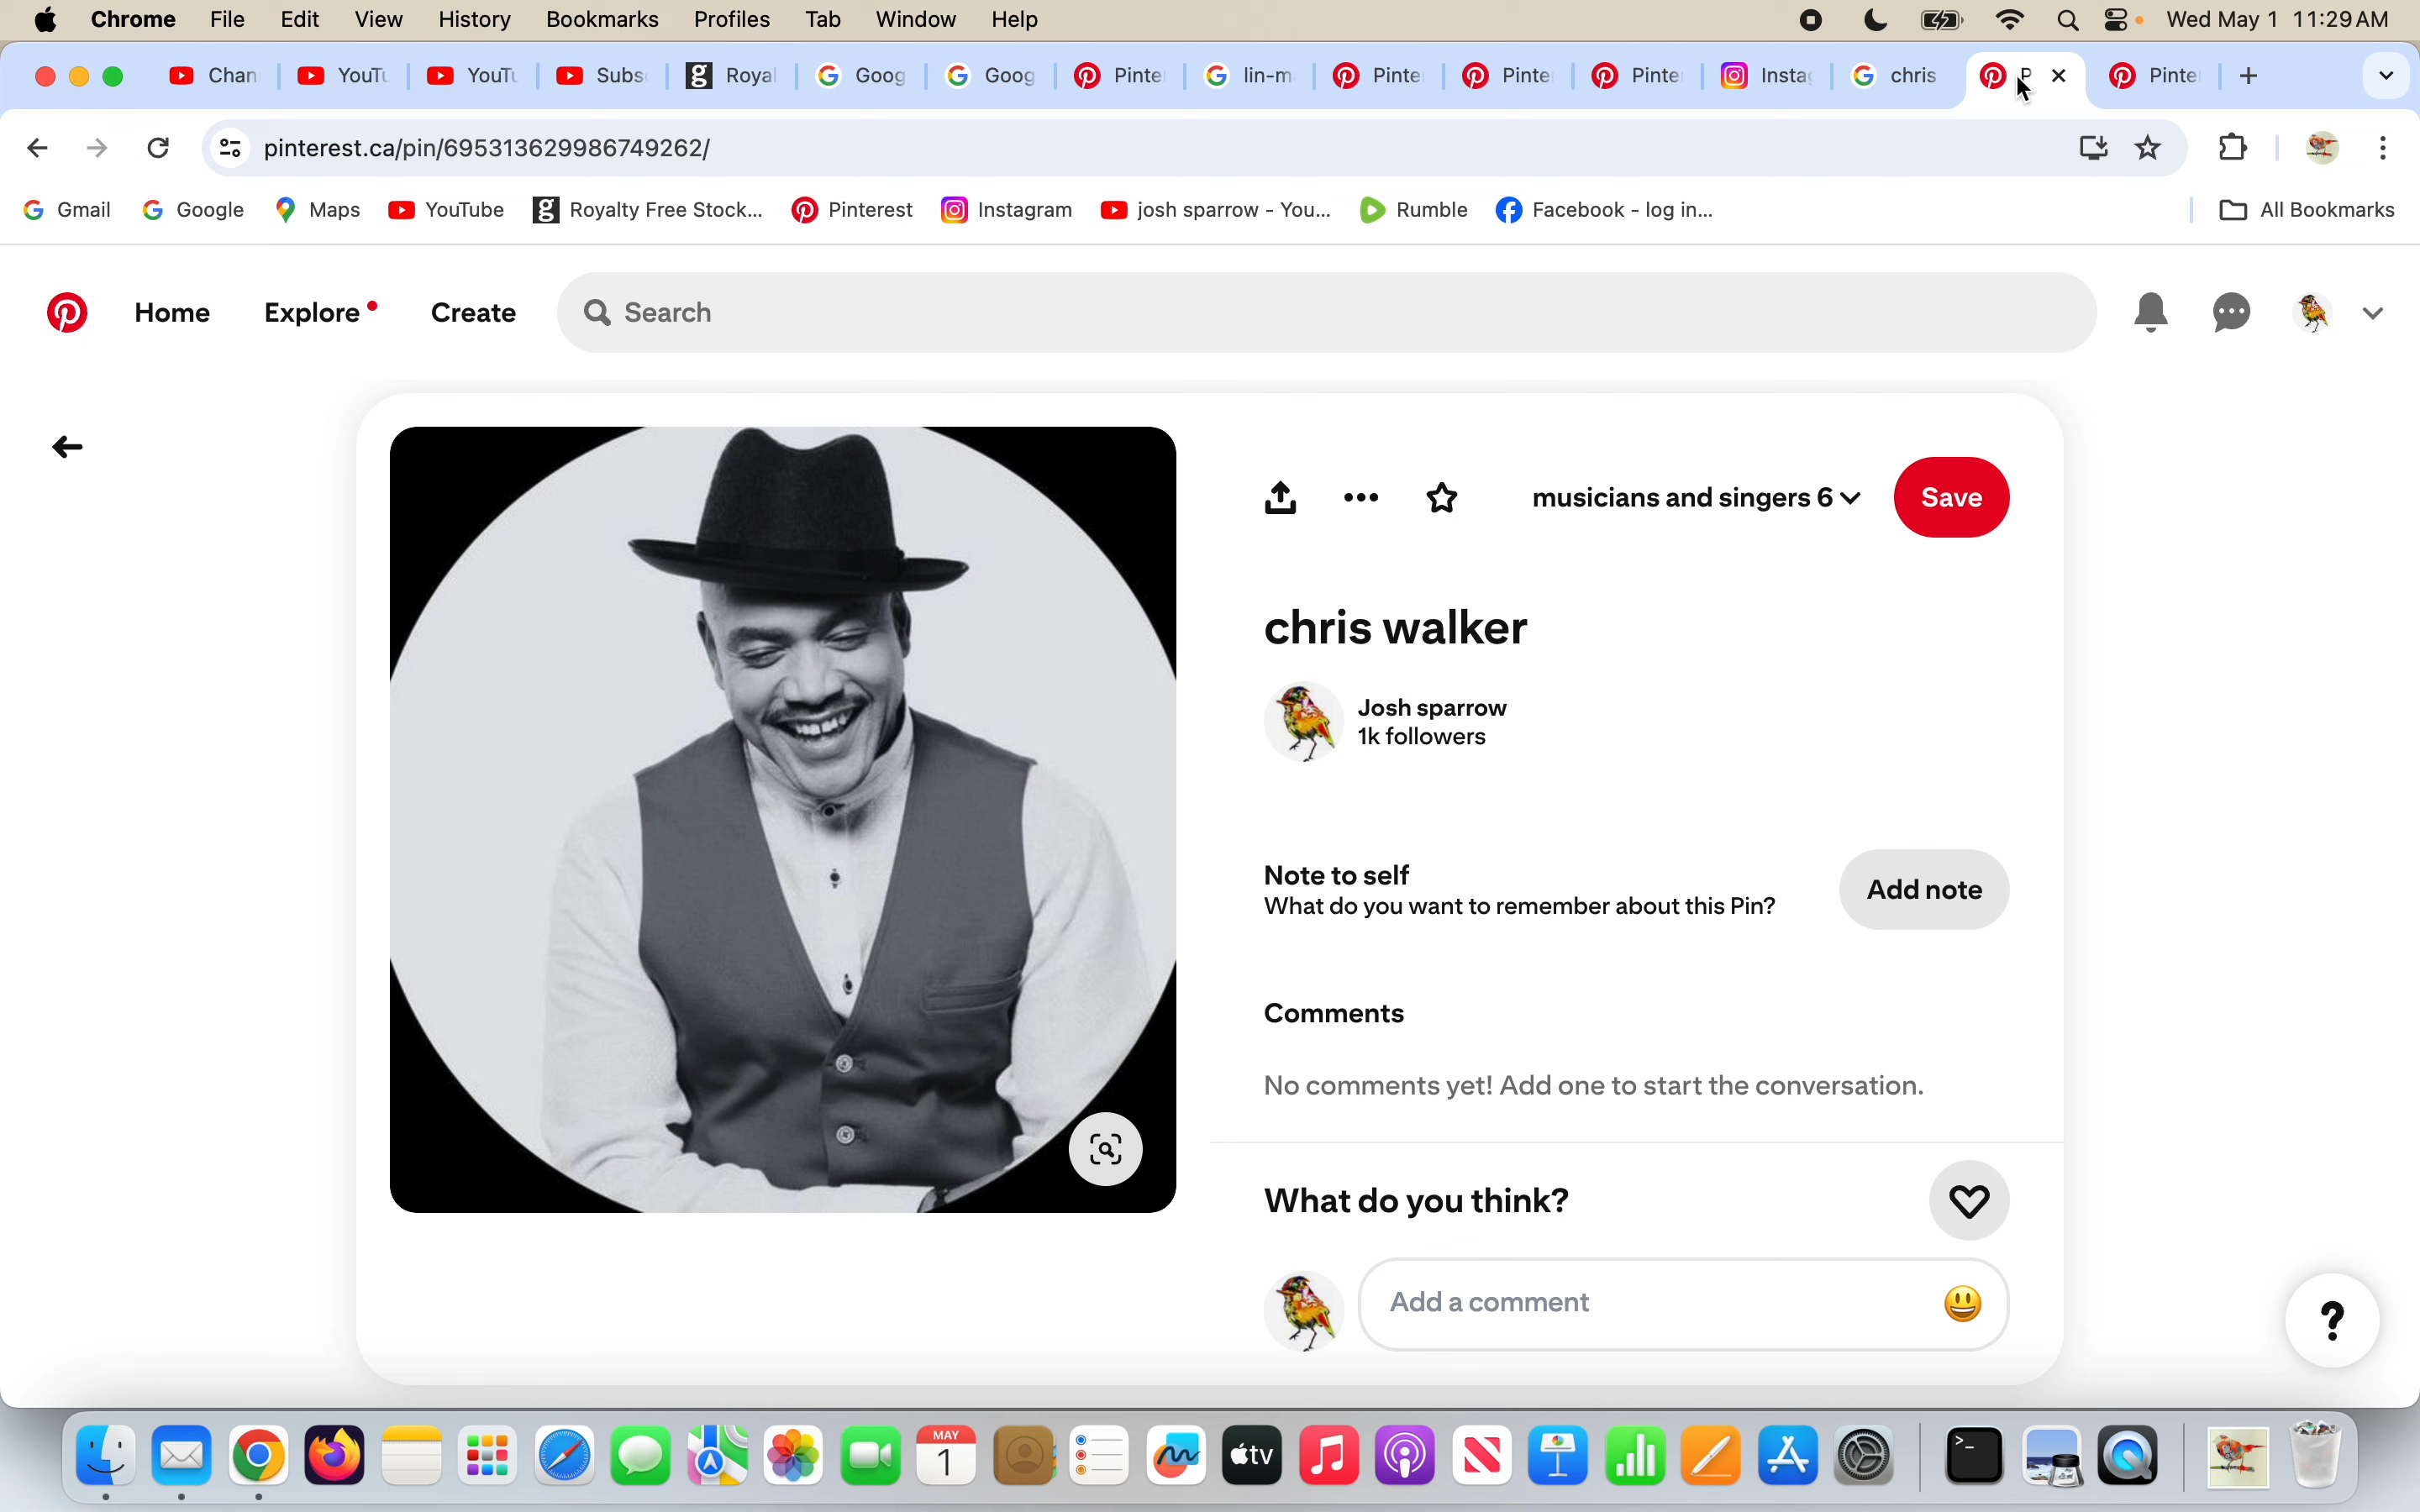 Chrome File Edit View History Bookmarks Profiles Tab Window Help Wed May 1 11:29 AM
Chan YouTu YouTu Subs Royal Goog Goog Pinte lin-m Pinte Pinte Pinte Insta chris P Pinte
pinterest.ca/pin/695313629986749262/
Gmail Google Maps YouTube Royalty Free Stock... Pinterest Instagram josh sparrow - You... Rumble Facebook - log in... All Bookmarks
Home Explore Create Search
musicians and singers 6 Save
chris walker
Josh sparrow
1k followers
Note to self
What do you want to remember about this Pin?
Add note
Comments
No comments yet! Add one to start the conversation.
What do you think?
Add a comment
?
MAY
1
tv